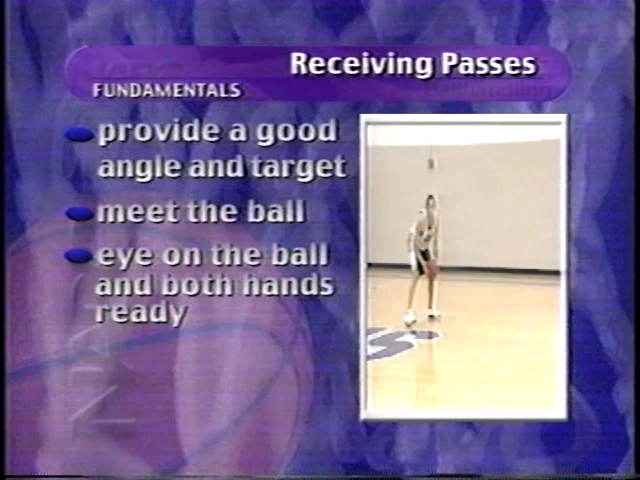 Receiving Passes
FUNDAMENTALS
provide a good
angle and target
meet the ball
eye on the ball
and both hands
ready